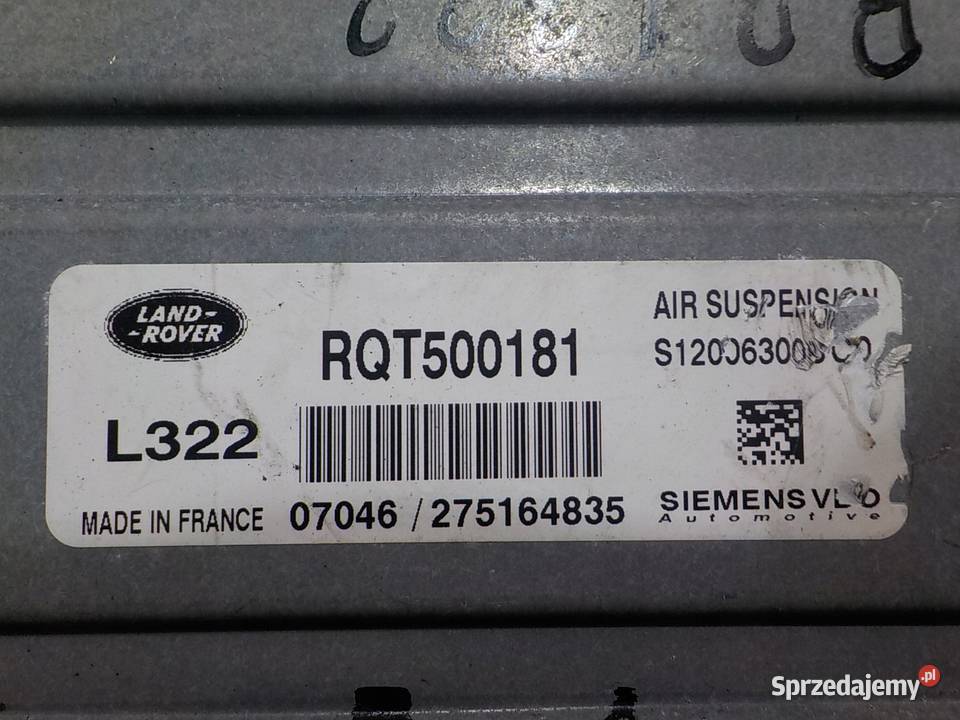 LAND-
-ROVER
AIR SUSPENSION
RQT500181
L322
MADE IN FRANCE
07046 / 275164835
SIEMENS VDO
Automotive
Sprzedajemy.pl